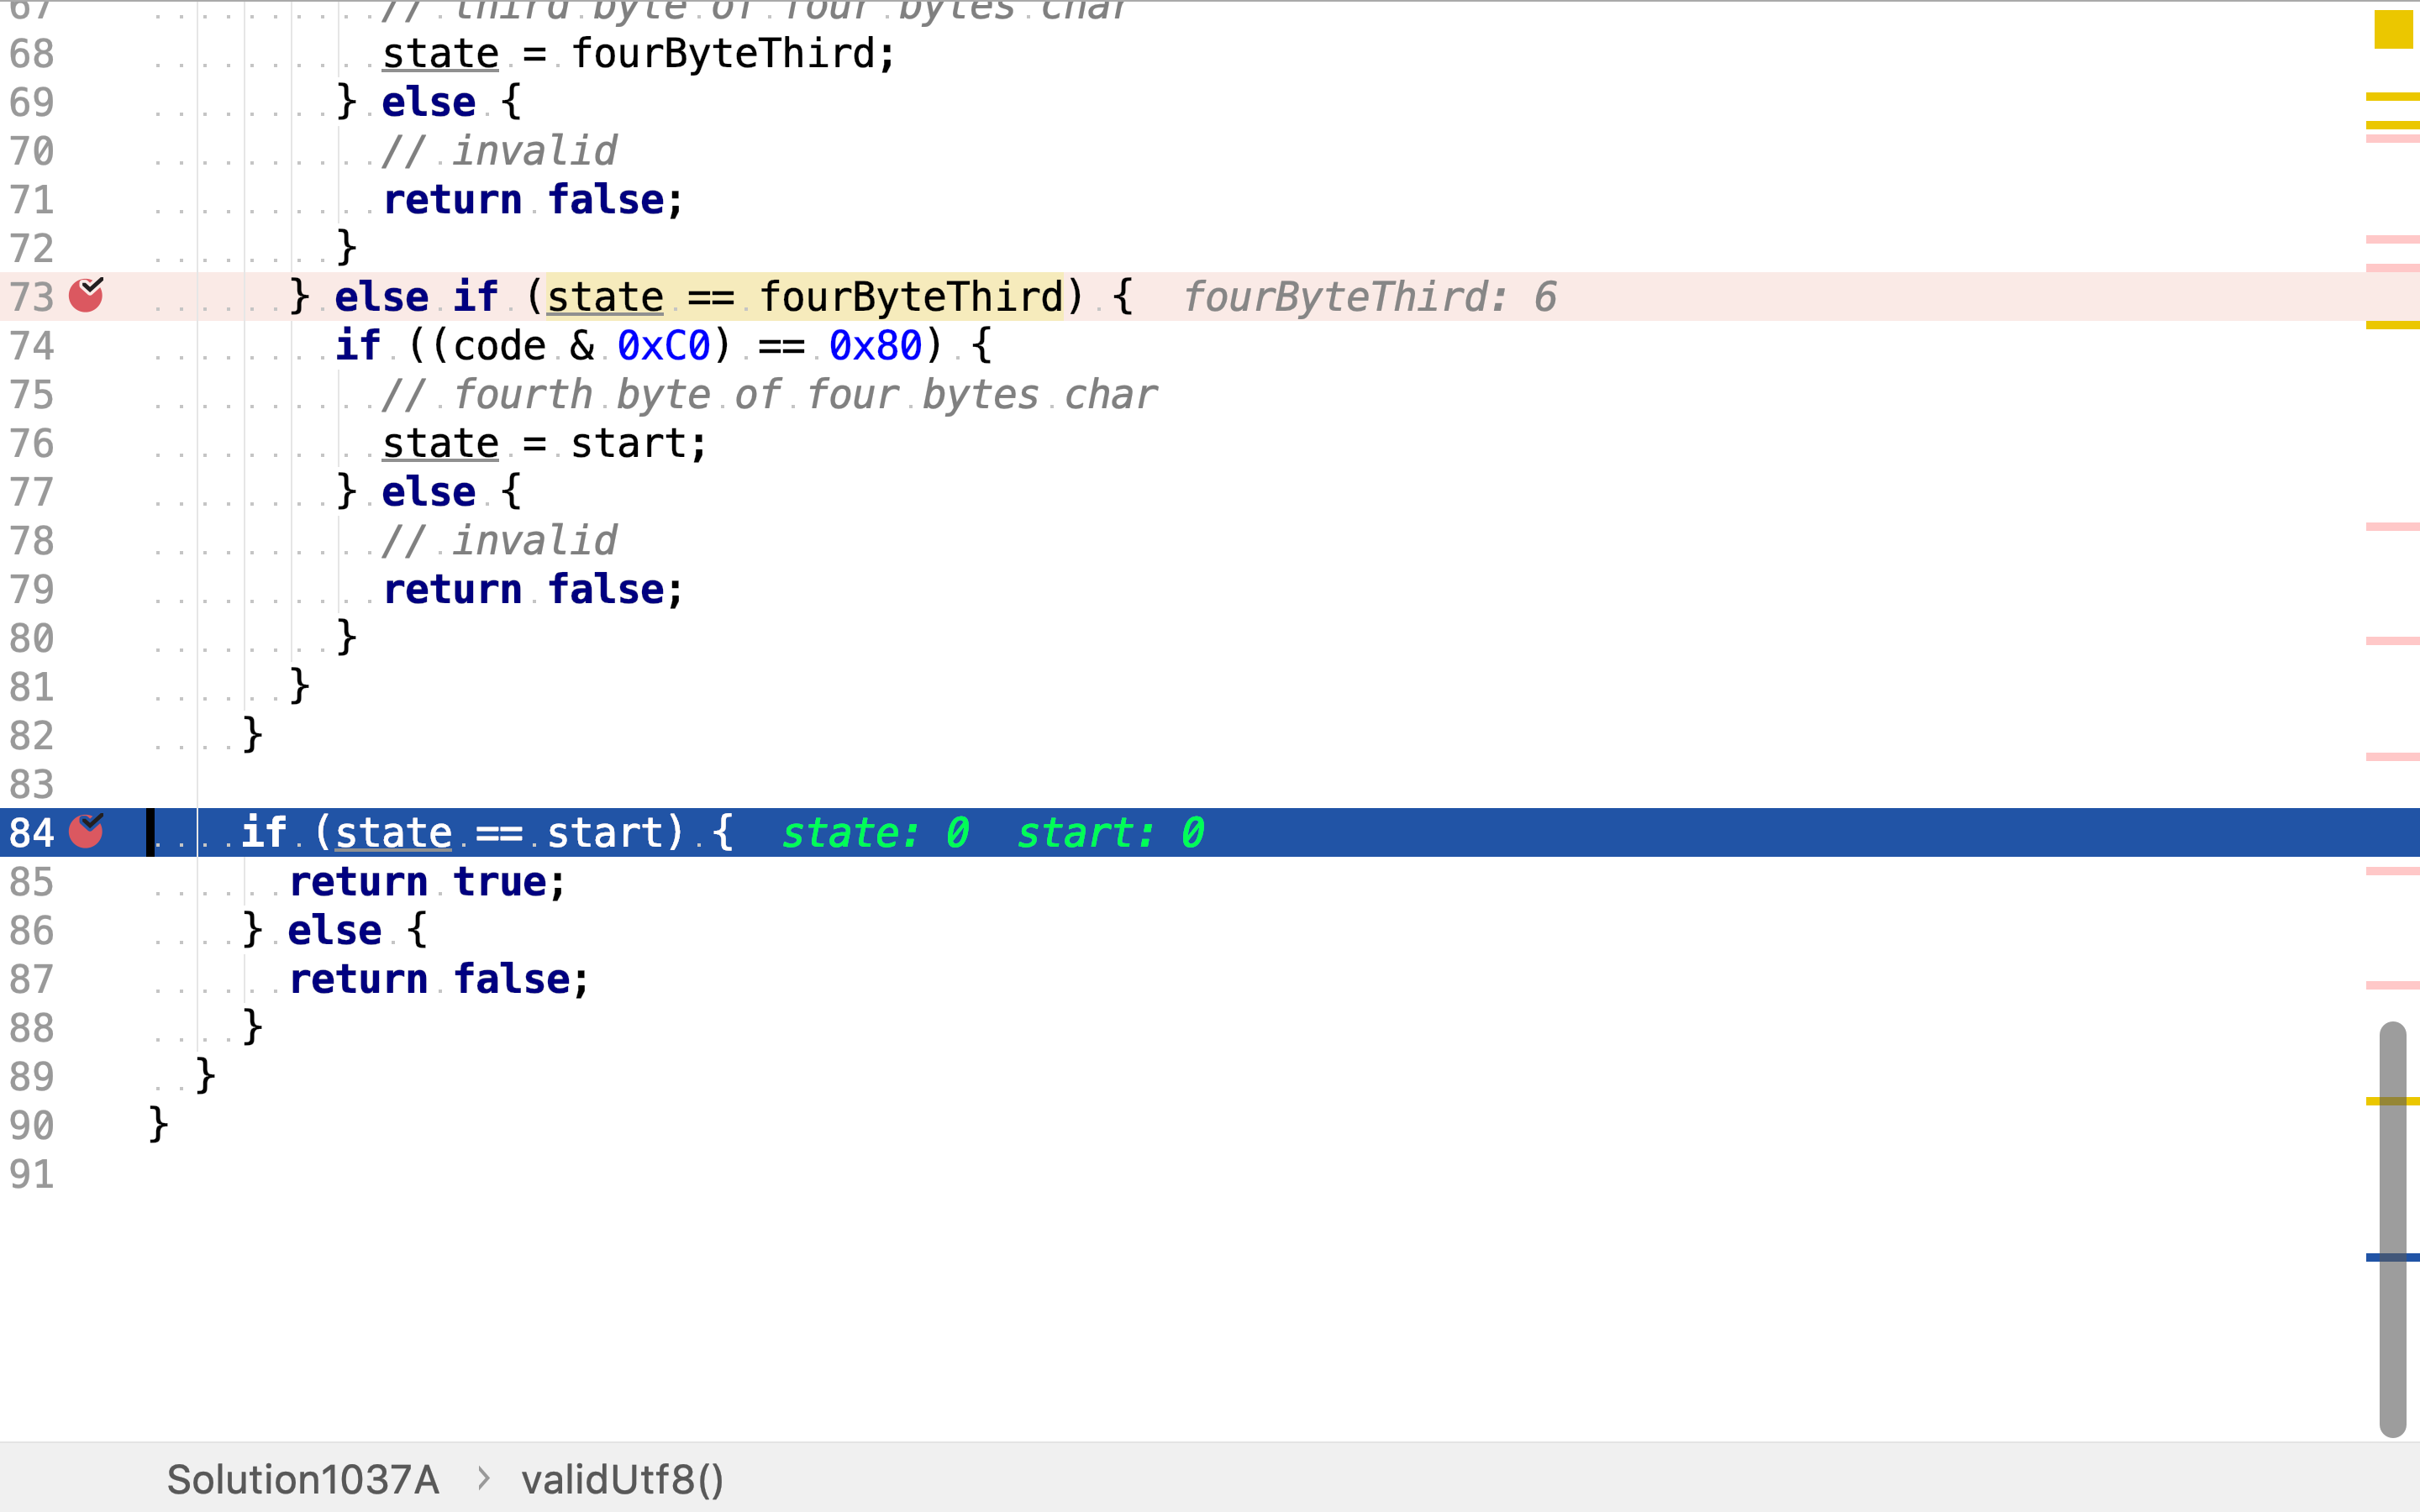 67 // third byte of four bytes char
68 state = fourByteThird;
69 } else {
70 // invalid
71 return false;
72 }
73 } else if (state == fourByteThird) { fourByteThird: 6
74 if ((code & 0xC0) == 0x80) {
75 // fourth byte of four bytes char
76 state = start;
77 } else {
78 // invalid
79 return false;
80 }
81 }
82 }
83
84 if (state == start) { state: 0 start: 0
85 return true;
86 } else {
87 return false;
88 }
89 }
90 }
91
Solution1037A > validUtf8()